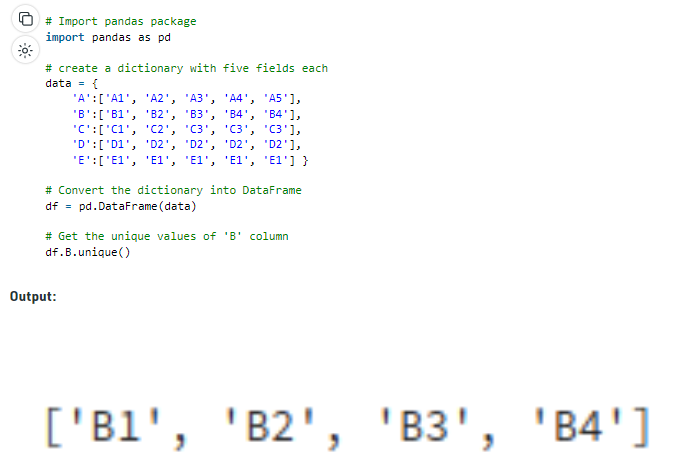 # Import pandas package
import pandas as pd
# create a dictionary with five fields each
data = {
'A':['A1', 'A2', 'A3', 'A4', 'A5'],
'B':['B1', 'B2', 'B3', 'B4', 'B4'],
'C':['C1', 'C2', 'C3', 'C3', 'C3'],
'D':['D1', 'D2', 'D2', 'D2', 'D2'],
'E':['E1', 'E1', 'E1', 'E1', 'E1'] }
# Convert the dictionary into DataFrame
df = pd.DataFrame(data)
# Get the unique values of 'B' column
df.B.unique()
Output:
['B1', 'B2', 'B3', 'B4']